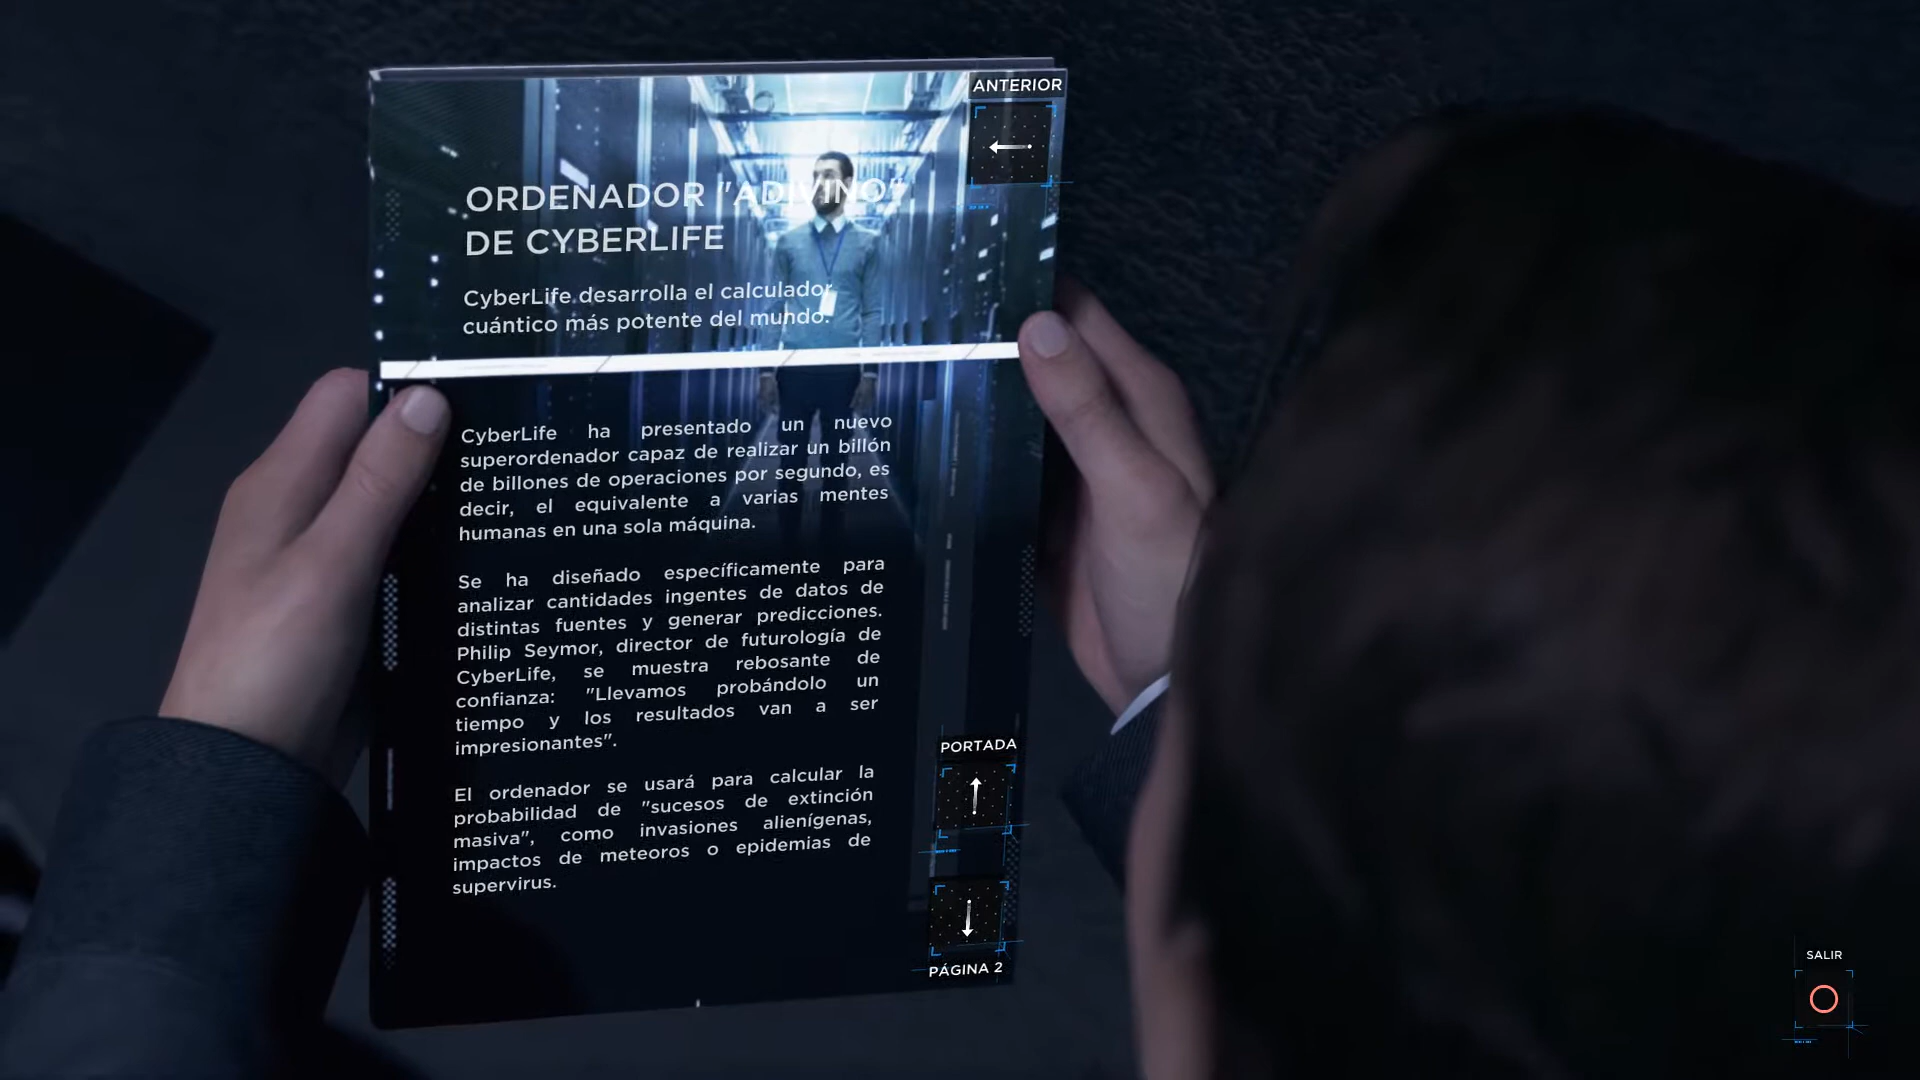 ANTERIOR
ORDENADOR "ADIVINO"
DE CYBERLIFE
CyberLife desarrolla el calculador
cuántico más potente del mundo.
CyberLife ha presentado un nuevo
superordenador capaz de realizar un billón
de billones de operaciones por segundo, es
decir, el equivalente a varias mentes
humanas en una sola máquina.
Se ha diseñado específicamente para
analizar cantidades ingentes de datos de
distintas fuentes y generar predicciones.
Philip Seymor, director de futurología de
CyberLife, se muestra rebosante de
confianza: "Llevamos probándolo un
tiempo y los resultados van a ser
impresionantes".
El ordenador se usará para calcular la
probabilidad de "sucesos de extinción
masiva", como invasiones alienígenas,
impactos de meteoros o epidemias de
supervirus.
PORTADA
PÁGINA 2
SALIR